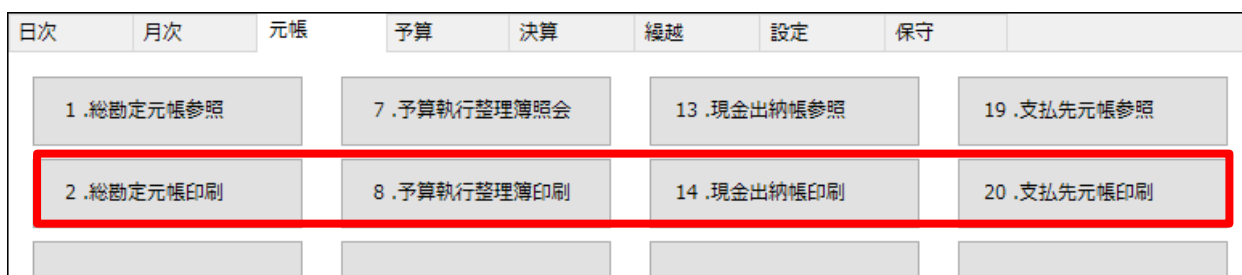 日次 月次 元帳 予算 決算 繰越 設定 保守
1 .総勘定元帳参照 7 .予算執行整理簿照会 13 .現金出納帳参照 19 .支払先元帳参照
2 .総勘定元帳印刷 8 .予算執行整理簿印刷 14 .現金出納帳印刷 20 .支払先元帳印刷